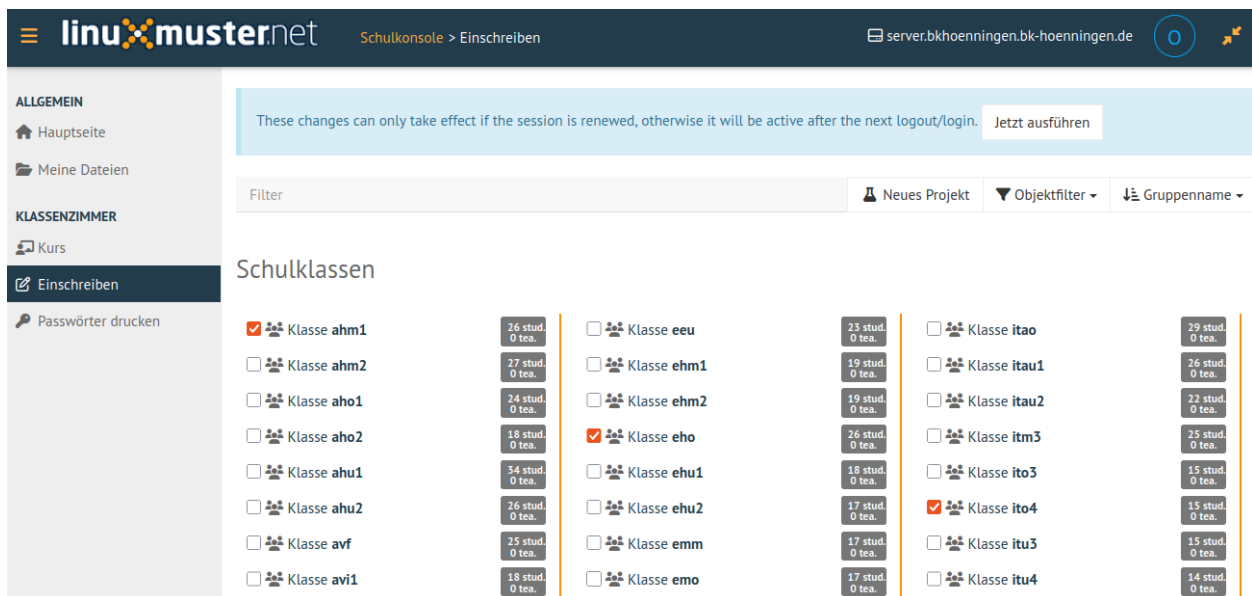 linuxmuster.net
Schulkonsole > Einschreiben
server.bkhoenningen.bk-hoenningen.de
O
ALLGEMEIN
Hauptseite
Meine Dateien
KLASSENZIMMER
Kurs
Einschreiben
Passwörter drucken
These changes can only take effect if the session is renewed, otherwise it will be active after the next logout/login.
Jetzt ausführen
Filter
Neues Projekt
Objektfilter
Gruppenname
Schulklassen
Klasse ahm1
26 stud.
0 tea.
Klasse ahm2
27 stud.
0 tea.
Klasse aho1
24 stud.
0 tea.
Klasse aho2
18 stud.
0 tea.
Klasse ahu1
34 stud.
0 tea.
Klasse ahu2
26 stud.
0 tea.
Klasse avf
25 stud.
0 tea.
Klasse avi1
18 stud.
0 tea.
Klasse eeu
23 stud.
0 tea.
Klasse ehm1
19 stud.
0 tea.
Klasse ehm2
19 stud.
0 tea.
Klasse eho
26 stud.
0 tea.
Klasse ehu1
18 stud.
0 tea.
Klasse ehu2
17 stud.
0 tea.
Klasse emm
17 stud.
0 tea.
Klasse emo
17 stud.
0 tea.
Klasse itao
29 stud.
0 tea.
Klasse itau1
26 stud.
0 tea.
Klasse itau2
22 stud.
0 tea.
Klasse itm3
25 stud.
0 tea.
Klasse ito3
15 stud.
0 tea.
Klasse ito4
15 stud.
0 tea.
Klasse itu3
15 stud.
0 tea.
Klasse itu4
14 stud.
0 tea.